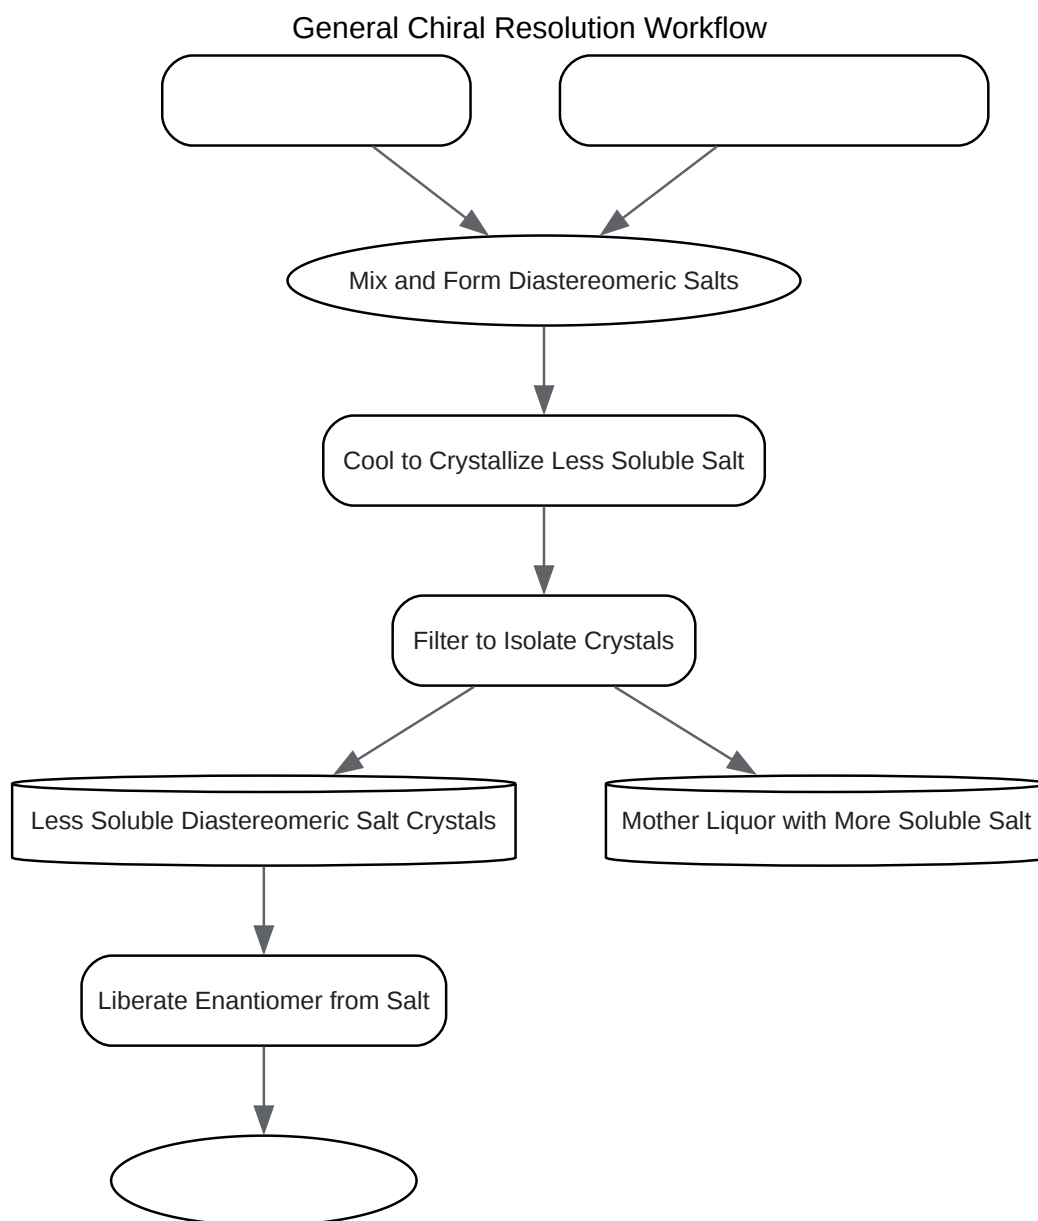 General Chiral Resolution Workflow
Mix and Form Diastereomeric Salts
Cool to Crystallize Less Soluble Salt
Filter to Isolate Crystals
Less Soluble Diastereomeric Salt Crystals
Mother Liquor with More Soluble Salt
Liberate Enantiomer from Salt